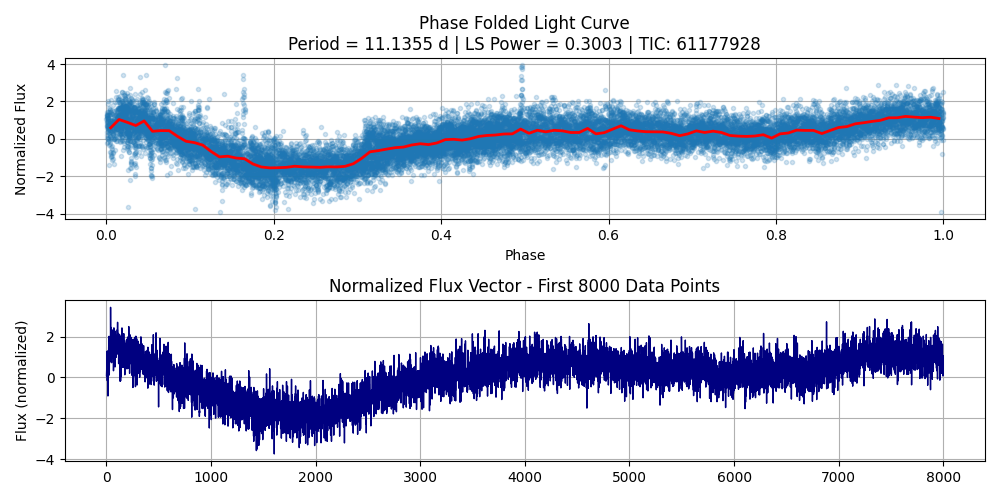 Phase Folded Light Curve
Period = 11.1355 d | LS Power = 0.3003 | TIC: 61177928
4
2
0
−2
−4
Normalized Flux
0.0 0.2 0.4 0.6 0.8 1.0
Phase
Normalized Flux Vector - First 8000 Data Points
2
0
−2
−4
Flux (normalized)
0 1000 2000 3000 4000 5000 6000 7000 8000